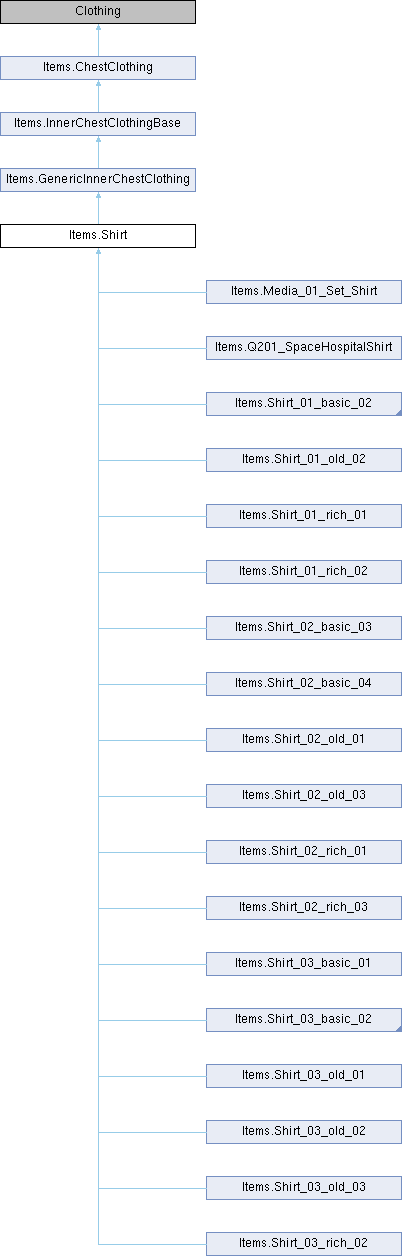 Clothing
Items.ChestClothing
Items.InnerChestClothingBase
Items.GenericInnerChestClothing
Items.Shirt
Items.Media_01_Set_Shirt
Items.Q201_SpaceHospitalShirt
Items.Shirt_01_basic_02
Items.Shirt_01_old_02
Items.Shirt_01_rich_01
Items.Shirt_01_rich_02
Items.Shirt_02_basic_03
Items.Shirt_02_basic_04
Items.Shirt_02_old_01
Items.Shirt_02_old_03
Items.Shirt_02_rich_01
Items.Shirt_02_rich_03
Items.Shirt_03_basic_01
Items.Shirt_03_basic_02
Items.Shirt_03_old_01
Items.Shirt_03_old_02
Items.Shirt_03_old_03
Items.Shirt_03_rich_02